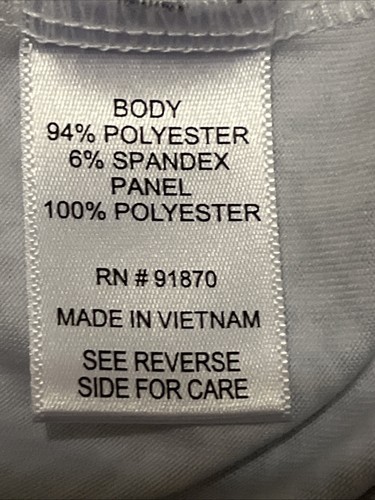 BODY
94% POLYESTER
6% SPANDEX
PANEL
100% POLYESTER
RN # 91870
MADE IN VIETNAM
SEE REVERSE
SIDE FOR CARE